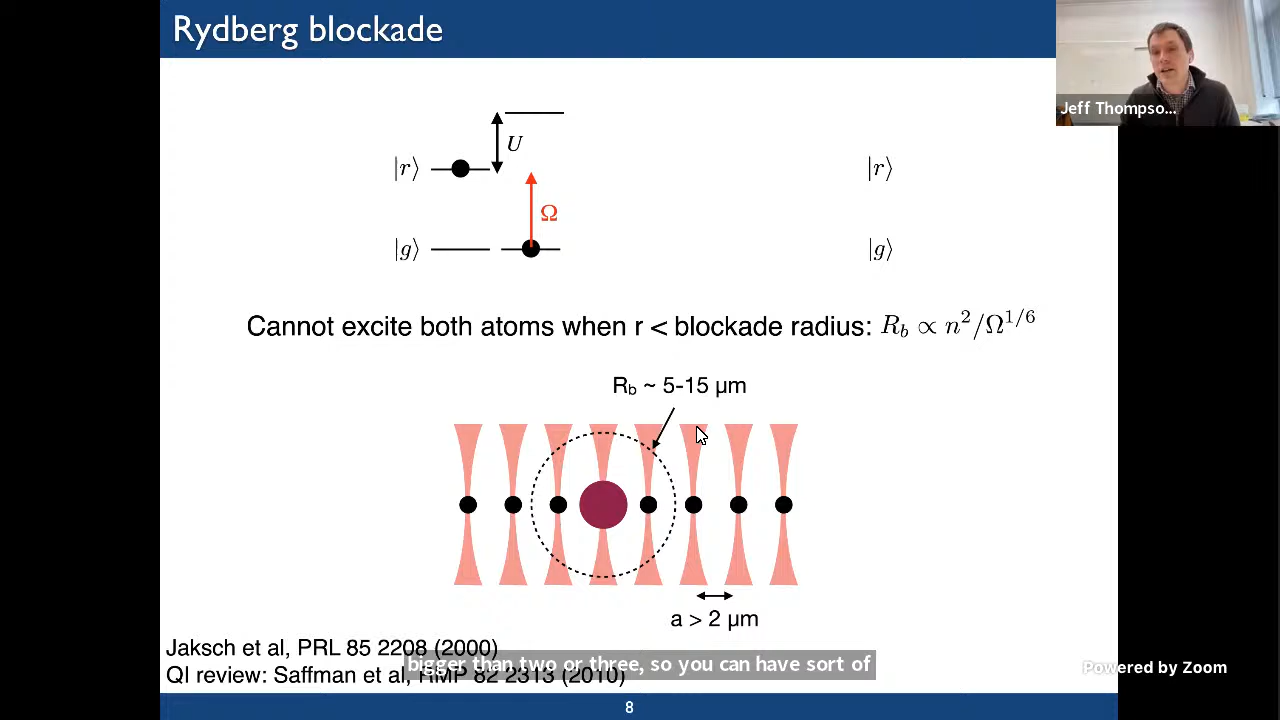 Rydberg blockade
Jeff Thompso...
U
|r⟩
|r⟩
Ω
|g⟩
|g⟩
Cannot excite both atoms when r < blockade radius: R_b ∝ n^2/Ω^{1/6}
R_b ~ 5-15 µm
a > 2 µm
Jaksch et al, PRL 85 2208 (2000)
bigger than two or three, so you can have sort of
QI review: Saffman et al, RMP 82 2313 (2010)
Powered by Zoom
8